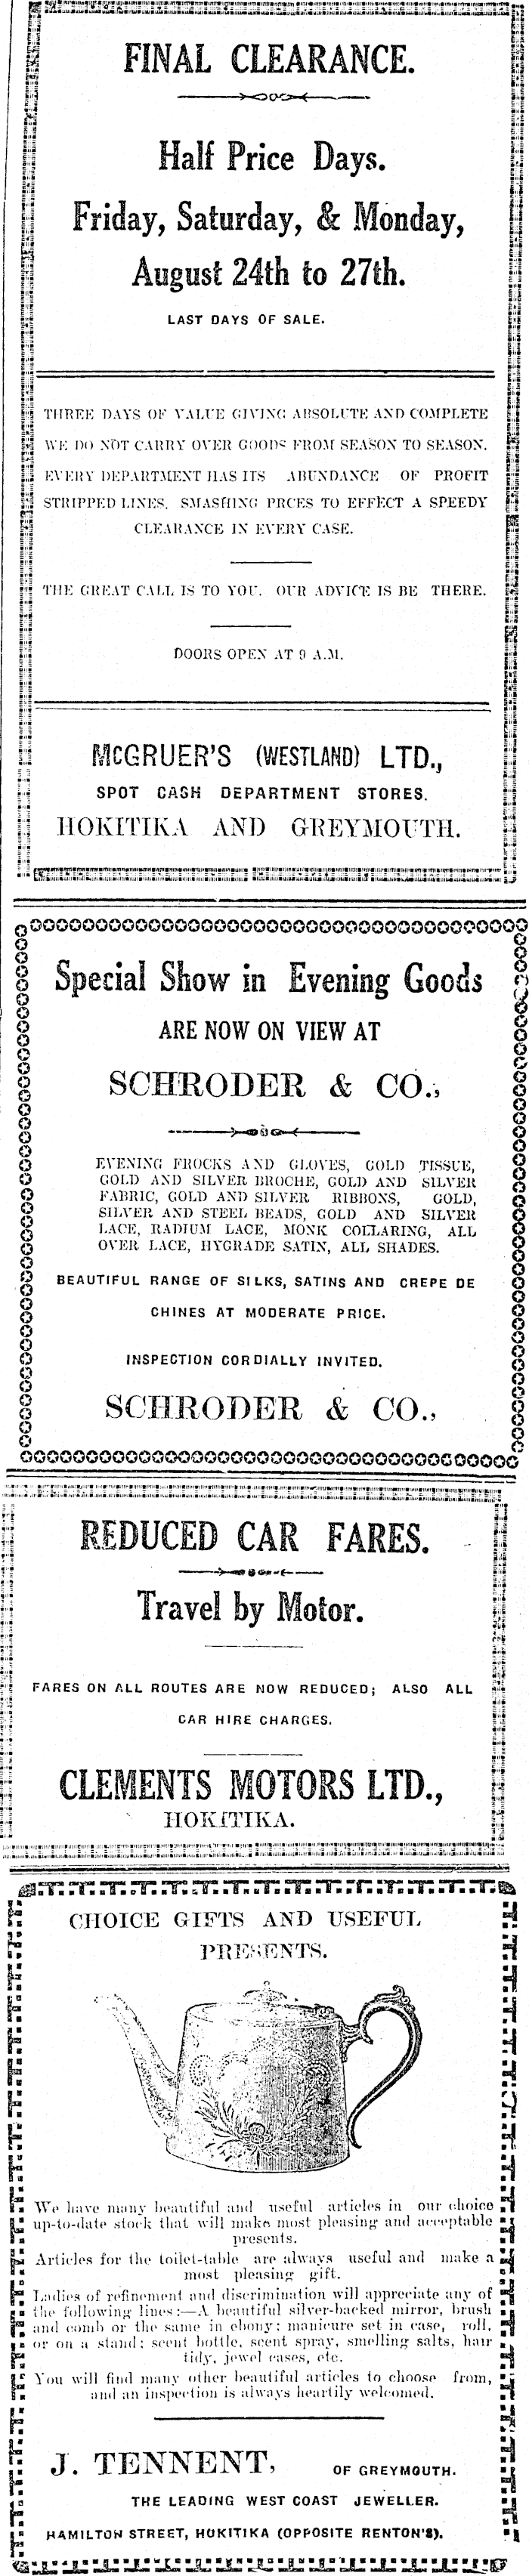 FINAL CLEARANCE.
Half Price Days.
Friday, Saturday, & Monday,
August 24th to 27th.
LAST DAYS OF SALE.
THREE DAYS OF VALUE GIVING ABSOLUTE AND COMPLETE
WE DO NOT CARRY OVER GOODS FROM SEASON TO SEASON.
EVERY DEPARTMENT HAS ITS ABUNDANCE OF PROFIT
STRIPPED LINES. SMASHING PRCES TO EFFECT A SPEEDY
CLEARANCE IN EVERY CASE.
THE GREAT CALL IS TO YOU. OUR ADVICE IS BE THERE.
DOORS OPEN AT 9 A.M.
McGRUER'S (WESTLAND) LTD.,
SPOT CASH DEPARTMENT STORES.
HOKITIKA AND GREYMOUTH.
Special Show in Evening Goods
ARE NOW ON VIEW AT
SCHRODER & CO.,
EVENING FROCKS AND GLOVES, GOLD TISSUE,
GOLD AND SILVER BROCHE, GOLD AND SILVER
FABRIC, GOLD AND SILVER RIBBONS, GOLD,
SILVER AND STEEL BEADS, GOLD AND SILVER
LACE, RADIUM LACE, MONK COLLARING, ALL
OVER LACE, HYGRADE SATIN, ALL SHADES.
BEAUTIFUL RANGE OF SILKS, SATINS AND CREPE DE
CHINES AT MODERATE PRICE.
INSPECTION CORDIALLY INVITED.
SCHRODER & CO.,
REDUCED CAR FARES.
Travel by Motor.
FARES ON ALL ROUTES ARE NOW REDUCED; ALSO ALL
CAR HIRE CHARGES.
CLEMENTS MOTORS LTD.,
HOKITIKA.
CHOICE GIFTS AND USEFUL
PRESENTS.
We have many beautiful and useful articles in our choice
up-to-date stock that will make most pleasing and acceptable
presents.
Articles for the toilet-table are always useful and make a
most pleasing gift.
Ladies of refinement and discrimination will appreciate any of
the following lines:—A beautiful silver-backed mirror, brush
and comb or the same in ebony; manicure set in case, roll,
or on a stand; scent bottle, scent spray, smelling salts, hair
tidy, jewel cases, etc.
You will find many other beautiful articles to choose from,
and an inspection is always heartily welcomed.
J. TENNENT, OF GREYMOUTH.
THE LEADING WEST COAST JEWELLER.
HAMILTON STREET, HOKITIKA (OPPOSITE RENTON'S).